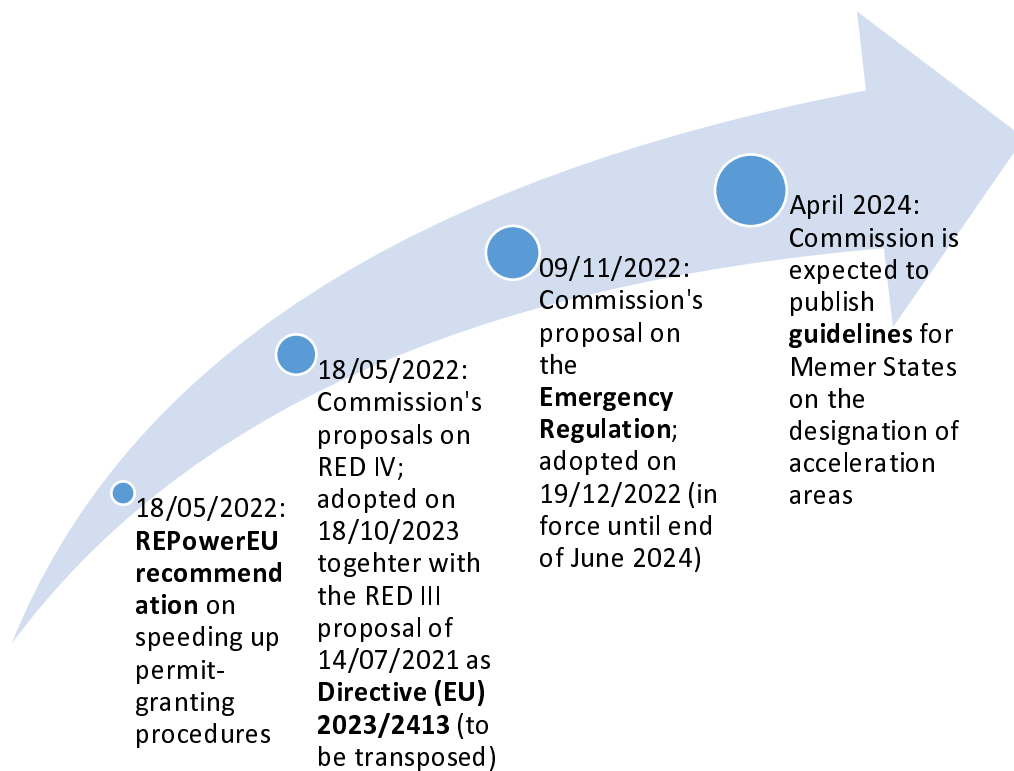 18/05/2022:
REPowerEU
recommend
ation on
speeding up
permit-
granting
procedures
18/05/2022:
Commission's
proposals on
RED IV;
adopted on
18/10/2023
togehter with
the RED III
proposal of
14/07/2021 as
Directive (EU)
2023/2413 (to
be transposed)
09/11/2022:
Commission's
proposal on
the
Emergency
Regulation;
adopted on
19/12/2022 (in
force until end
of June 2024)
April 2024:
Commission is
expected to
publish
guidelines for
Memer States
on the
designation of
acceleration
areas